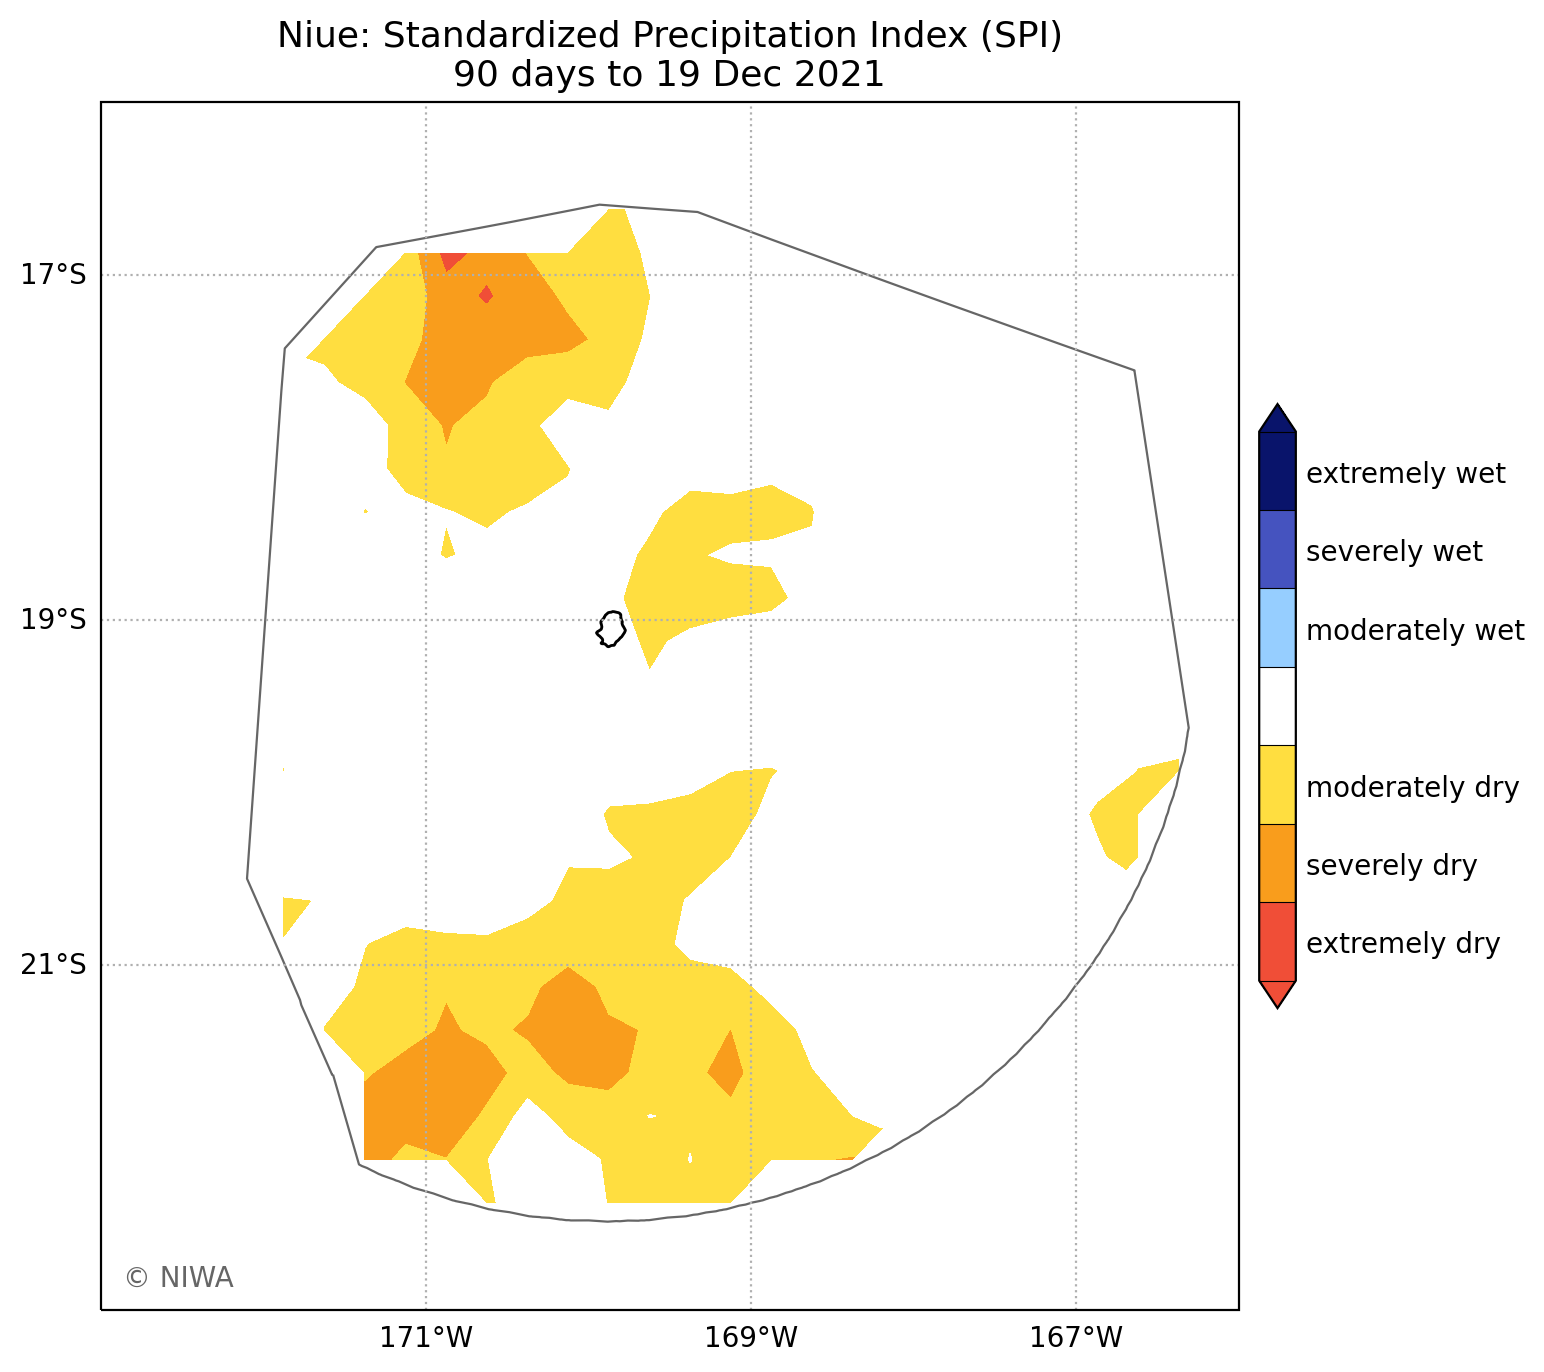 Niue: Standardized Precipitation Index (SPI)
90 days to 19 Dec 2021
17°S
19°S
21°S
171°W
169°W
167°W
extremely wet
severely wet
moderately wet
moderately dry
severely dry
extremely dry
© NIWA